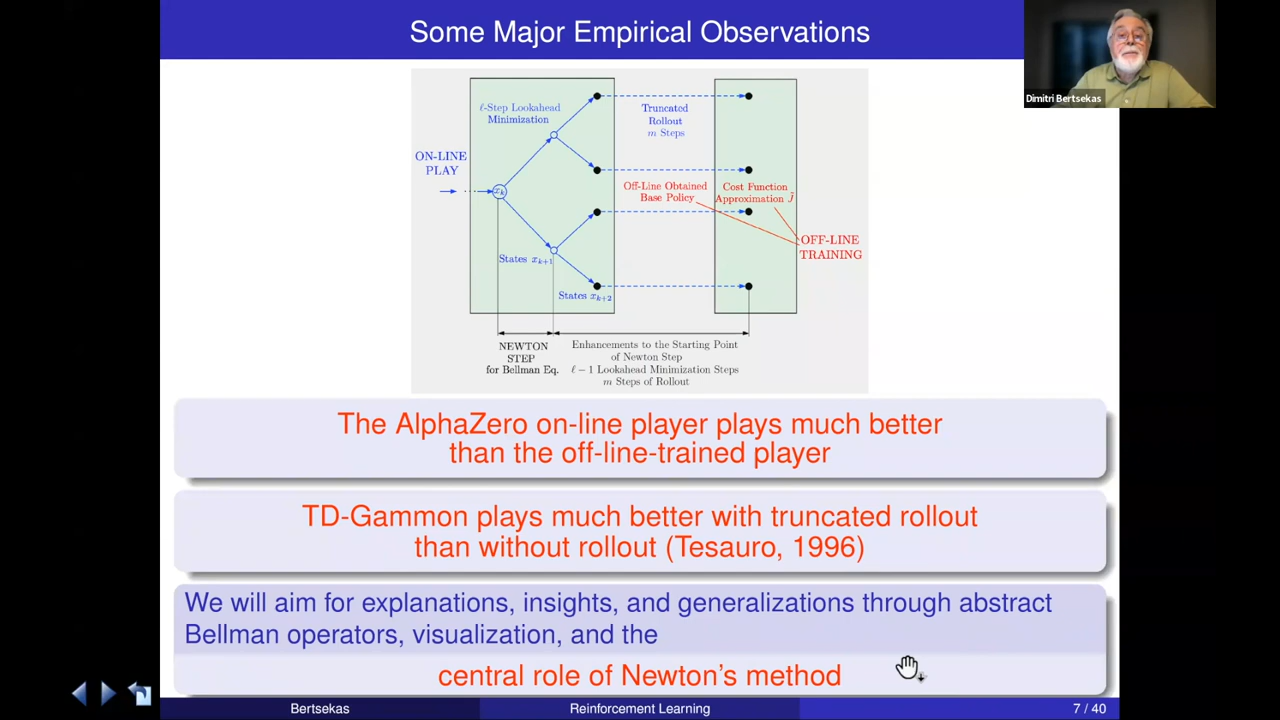 Some Major Empirical Observations
Dimitri Bertsekas
ℓ-Step Lookahead
Minimization
Truncated
Rollout
m Steps
ON-LINE
PLAY
x_k
Off-Line Obtained
Base Policy
Cost Function
Approximation J̃
OFF-LINE
TRAINING
States x_{k+1}
States x_{k+2}
NEWTON
STEP
for Bellman Eq.
Enhancements to the Starting Point
of Newton Step
ℓ − 1 Lookahead Minimization Steps
m Steps of Rollout
The AlphaZero on-line player plays much better
than the off-line-trained player
TD-Gammon plays much better with truncated rollout
than without rollout (Tesauro, 1996)
We will aim for explanations, insights, and generalizations through abstract
Bellman operators, visualization, and the
central role of Newton's method
Bertsekas
Reinforcement Learning
7 / 40